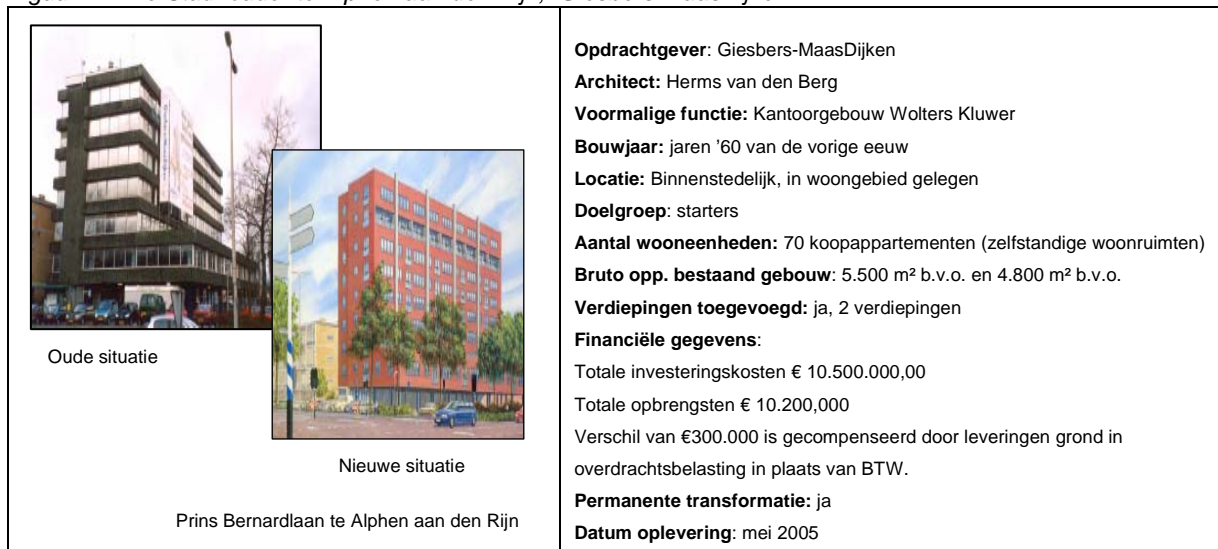 Oude situatie
Nieuwe situatie
Prins Bernardlaan te Alphen aan den Rijn
Opdrachtgever: Giesbers-MaasDijken
Architect: Herms van den Berg
Voormalige functie: Kantoorgebouw Wolters Kluwer
Bouwjaar: jaren '60 van de vorige eeuw
Locatie: Binnenstedelijk, in woongebied gelegen
Doelgroep: starters
Aantal wooneenheden: 70 koopappartementen (zelfstandige woonruimten)
Bruto opp. bestaand gebouw: 5.500 m² b.v.o. en 4.800 m² b.v.o.
Verdiepingen toegevoegd: ja, 2 verdiepingen
Financiële gegevens:
Totale investeringskosten € 10.500.000,00
Totale opbrengsten € 10.200,000
Verschil van €300.000 is gecompenseerd door leveringen grond in
overdrachtsbelasting in plaats van BTW.
Permanente transformatie: ja
Datum oplevering: mei 2005